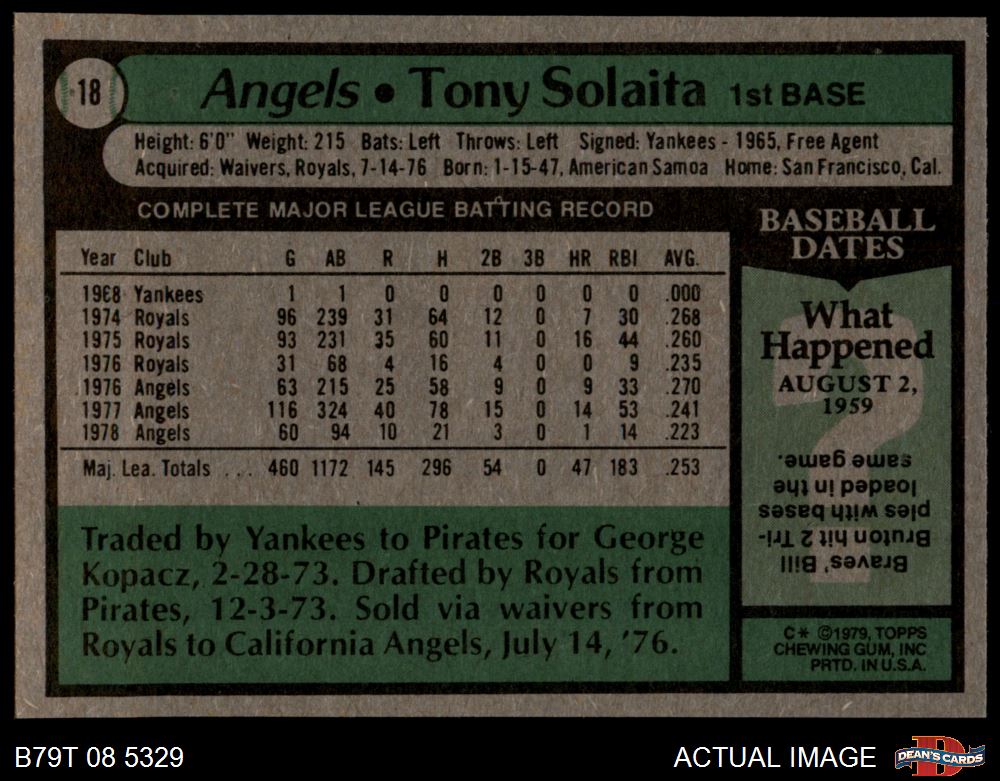 18
Angels • Tony Solaita 1st BASE
Height: 6'0" Weight: 215 Bats: Left Throws: Left Signed: Yankees - 1965, Free Agent
Acquired: Waivers, Royals, 7-14-76 Born: 1-15-47, American Samoa Home: San Francisco, Cal.
COMPLETE MAJOR LEAGUE BATTING RECORD
Year Club G AB R H 2B 3B HR RBI AVG.
1968 Yankees 1 1 0 0 0 0 0 0 .000
1974 Royals 96 239 31 64 12 0 7 30 .268
1975 Royals 93 231 35 60 11 0 16 44 .260
1976 Royals 31 68 4 16 4 0 0 9 .235
1976 Angels 63 215 25 58 9 0 9 33 .270
1977 Angels 116 324 40 78 15 0 14 53 .241
1978 Angels 60 94 10 21 3 0 1 14 .223
Maj. Lea. Totals . . . 460 1172 145 296 54 0 47 183 .253
Traded by Yankees to Pirates for George
Kopacz, 2-28-73. Drafted by Royals from
Pirates, 12-3-73. Sold via waivers from
Royals to California Angels, July 14, '76.
BASEBALL
DATES
What
Happened
AUGUST 2,
1959
?
Braves' Bill
Bruton hit 2 Tri-
ples with bases
loaded in the
same game.
C* ©1979, TOPPS
CHEWING GUM, INC
PRTD. IN U.S.A.
B79T 08 5329
ACTUAL IMAGE
D
DEAN'S CARDS